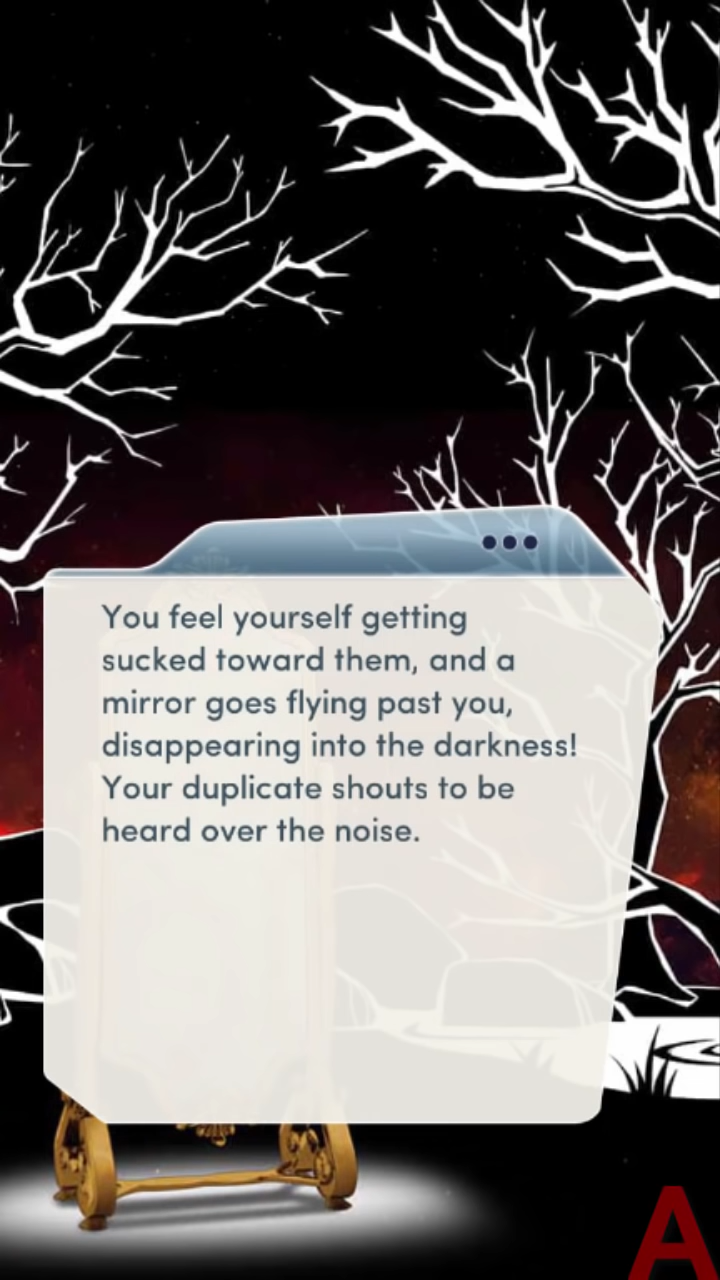 You feel yourself getting
sucked toward them, and a
mirror goes flying past you,
disappearing into the darkness!
Your duplicate shouts to be
heard over the noise.
A